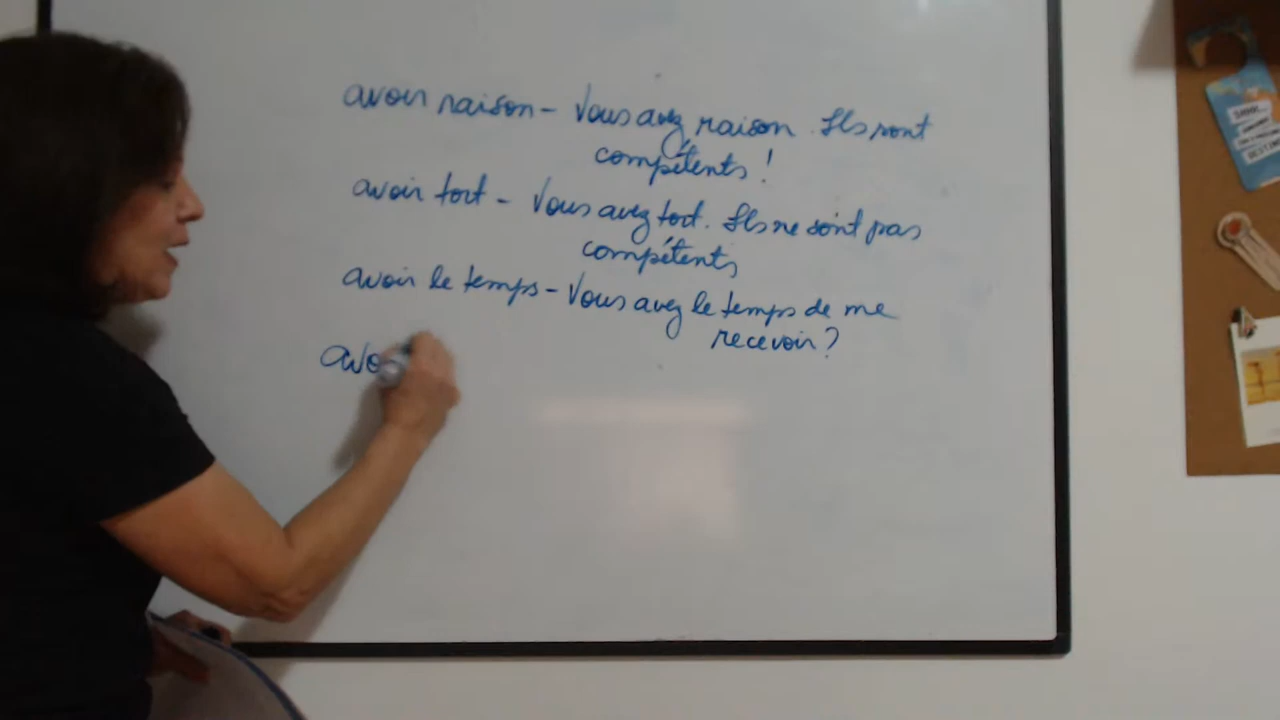 avoir raison - Vous avez raison. Ils sont
compétents !
avoir tort - Vous avez tort. Ils ne sont pas
compétents
avoir le temps - Vous avez le temps de me
recevoir ?
avo